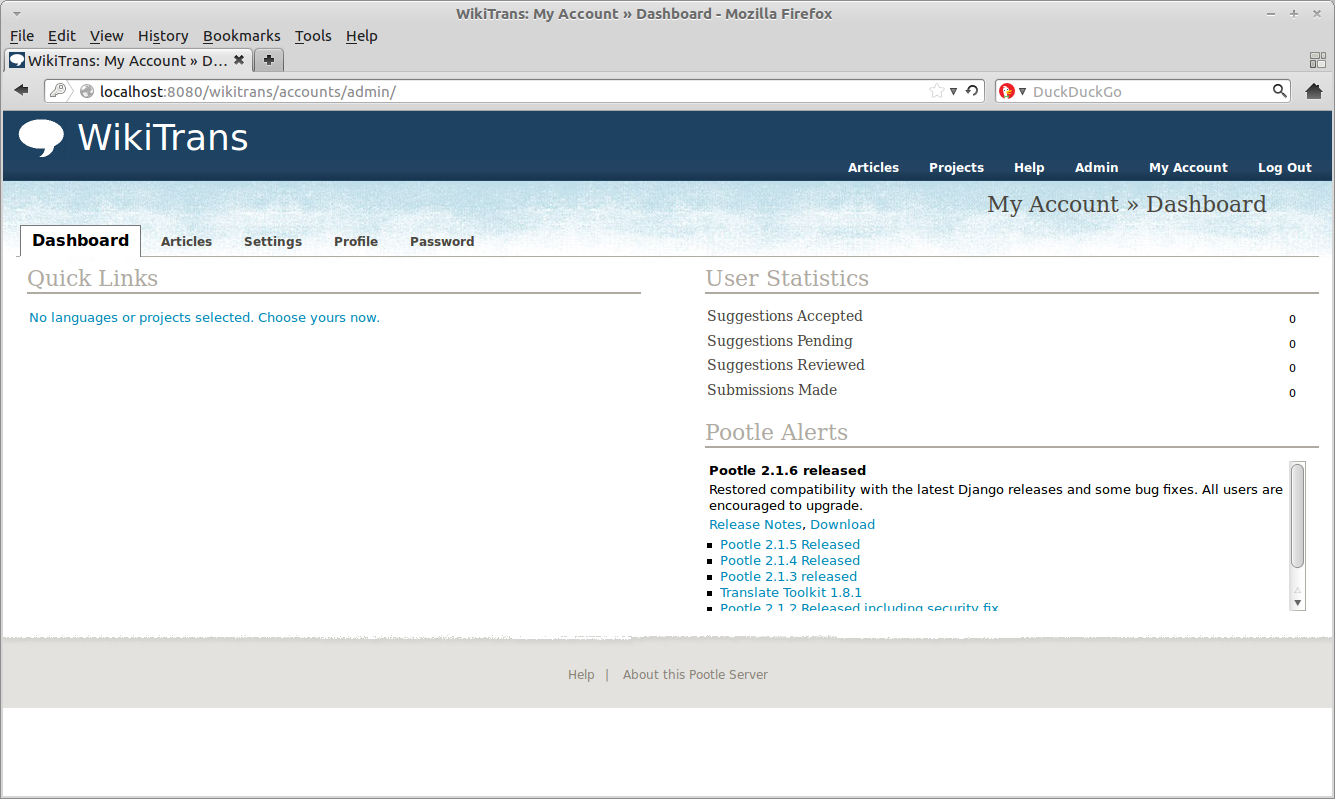 WikiTrans: My Account » Dashboard - Mozilla Firefox
File Edit View History Bookmarks Tools Help
WikiTrans: My Account » D...
localhost:8080/wikitrans/accounts/admin/
DuckDuckGo
WikiTrans
Articles Projects Help Admin My Account Log Out
My Account » Dashboard
Dashboard Articles Settings Profile Password
Quick Links
No languages or projects selected. Choose yours now.
User Statistics
Suggestions Accepted 0
Suggestions Pending 0
Suggestions Reviewed 0
Submissions Made 0
Pootle Alerts
Pootle 2.1.6 released
Restored compatibility with the latest Django releases and some bug fixes. All users are
encouraged to upgrade.
Release Notes, Download
Pootle 2.1.5 Released
Pootle 2.1.4 Released
Pootle 2.1.3 released
Translate Toolkit 1.8.1
Pootle 2.1.2 Released including security fix
Help | About this Pootle Server